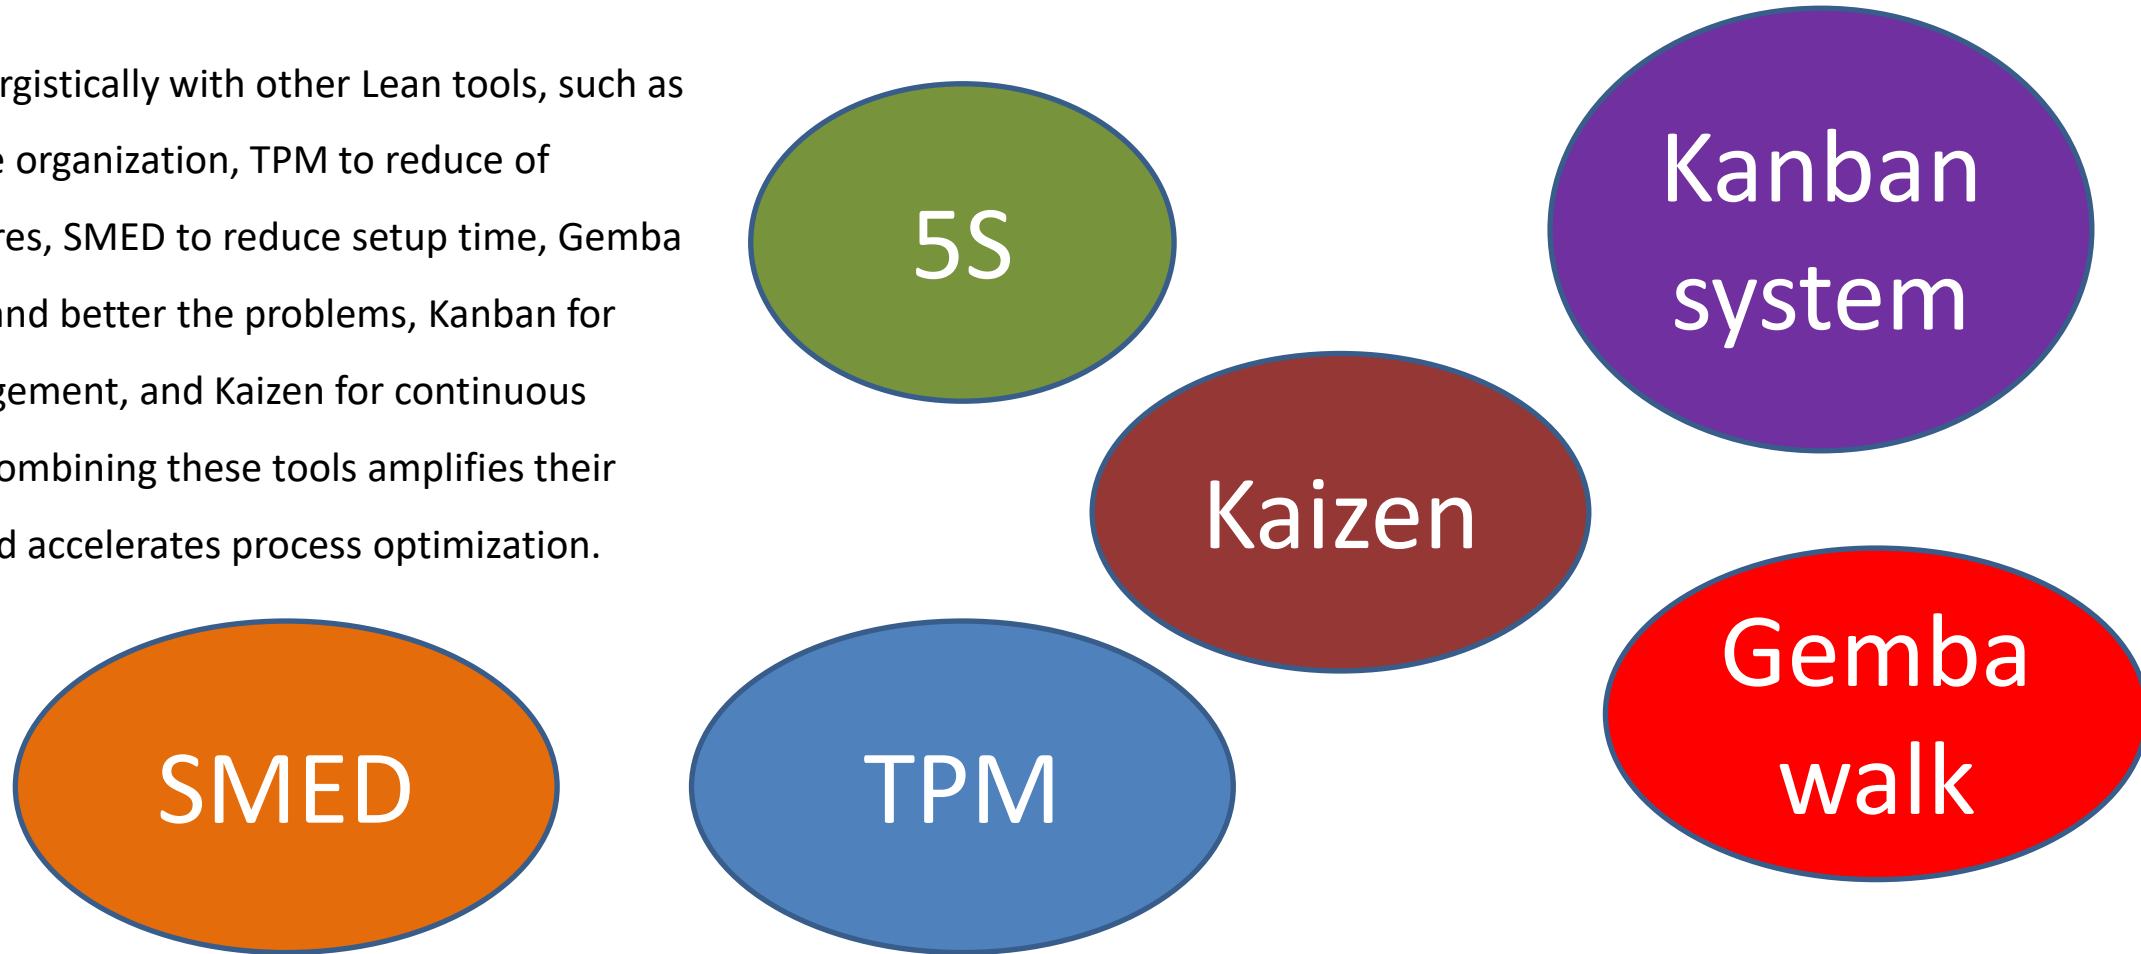 rgistically with other Lean tools, such as
e organization, TPM to reduce of
res, SMED to reduce setup time, Gemba
and better the problems, Kanban for
gement, and Kaizen for continuous
ombining these tools amplifies their
d accelerates process optimization.
5S
Kanban
system
Kaizen
Gemba
walk
SMED
TPM